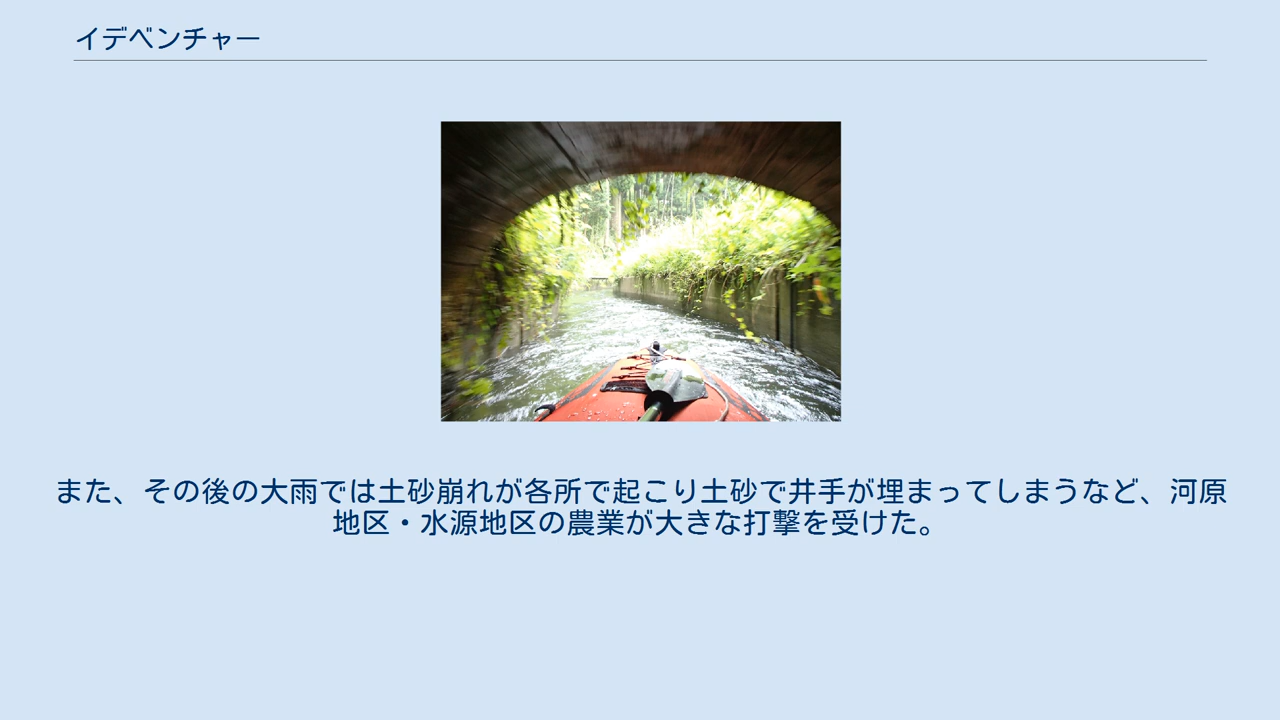 イデベンチャー
また、その後の大雨では土砂崩れが各所で起こり土砂で井手が埋まってしまうなど、河原
地区・水源地区の農業が大きな打撃を受けた。